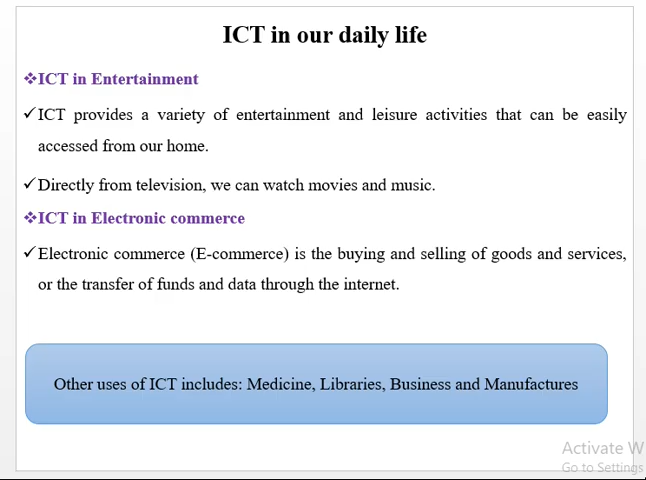 ICT in our daily life
❖ICT in Entertainment
✓ICT provides a variety of entertainment and leisure activities that can be easily
accessed from our home.
✓Directly from television, we can watch movies and music.
❖ICT in Electronic commerce
✓Electronic commerce (E-commerce) is the buying and selling of goods and services,
or the transfer of funds and data through the internet.
Other uses of ICT includes: Medicine, Libraries, Business and Manufactures
Activate W
Go to Settings